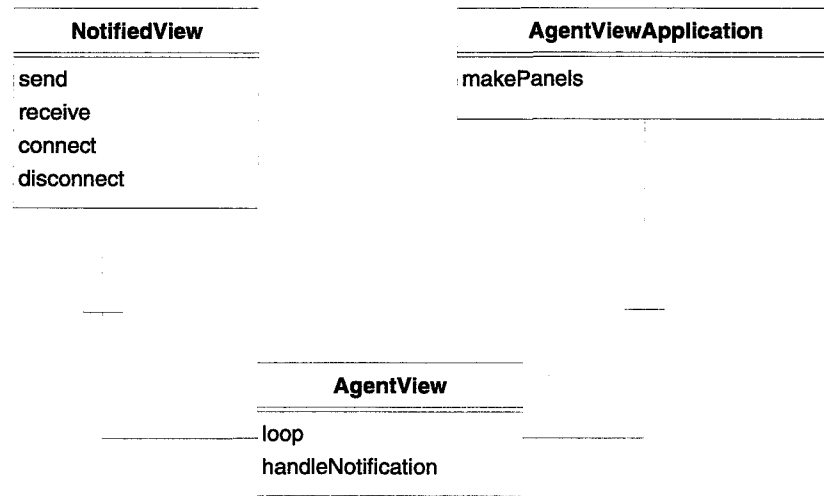 NotifiedView
send
receive
connect
disconnect
AgentViewApplication
makePanels
AgentView
loop
handleNotification